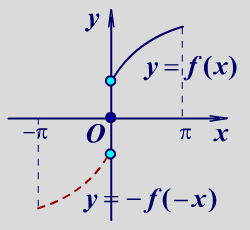 y
y = f(x)
−π
O
π
x
y = −f(−x)